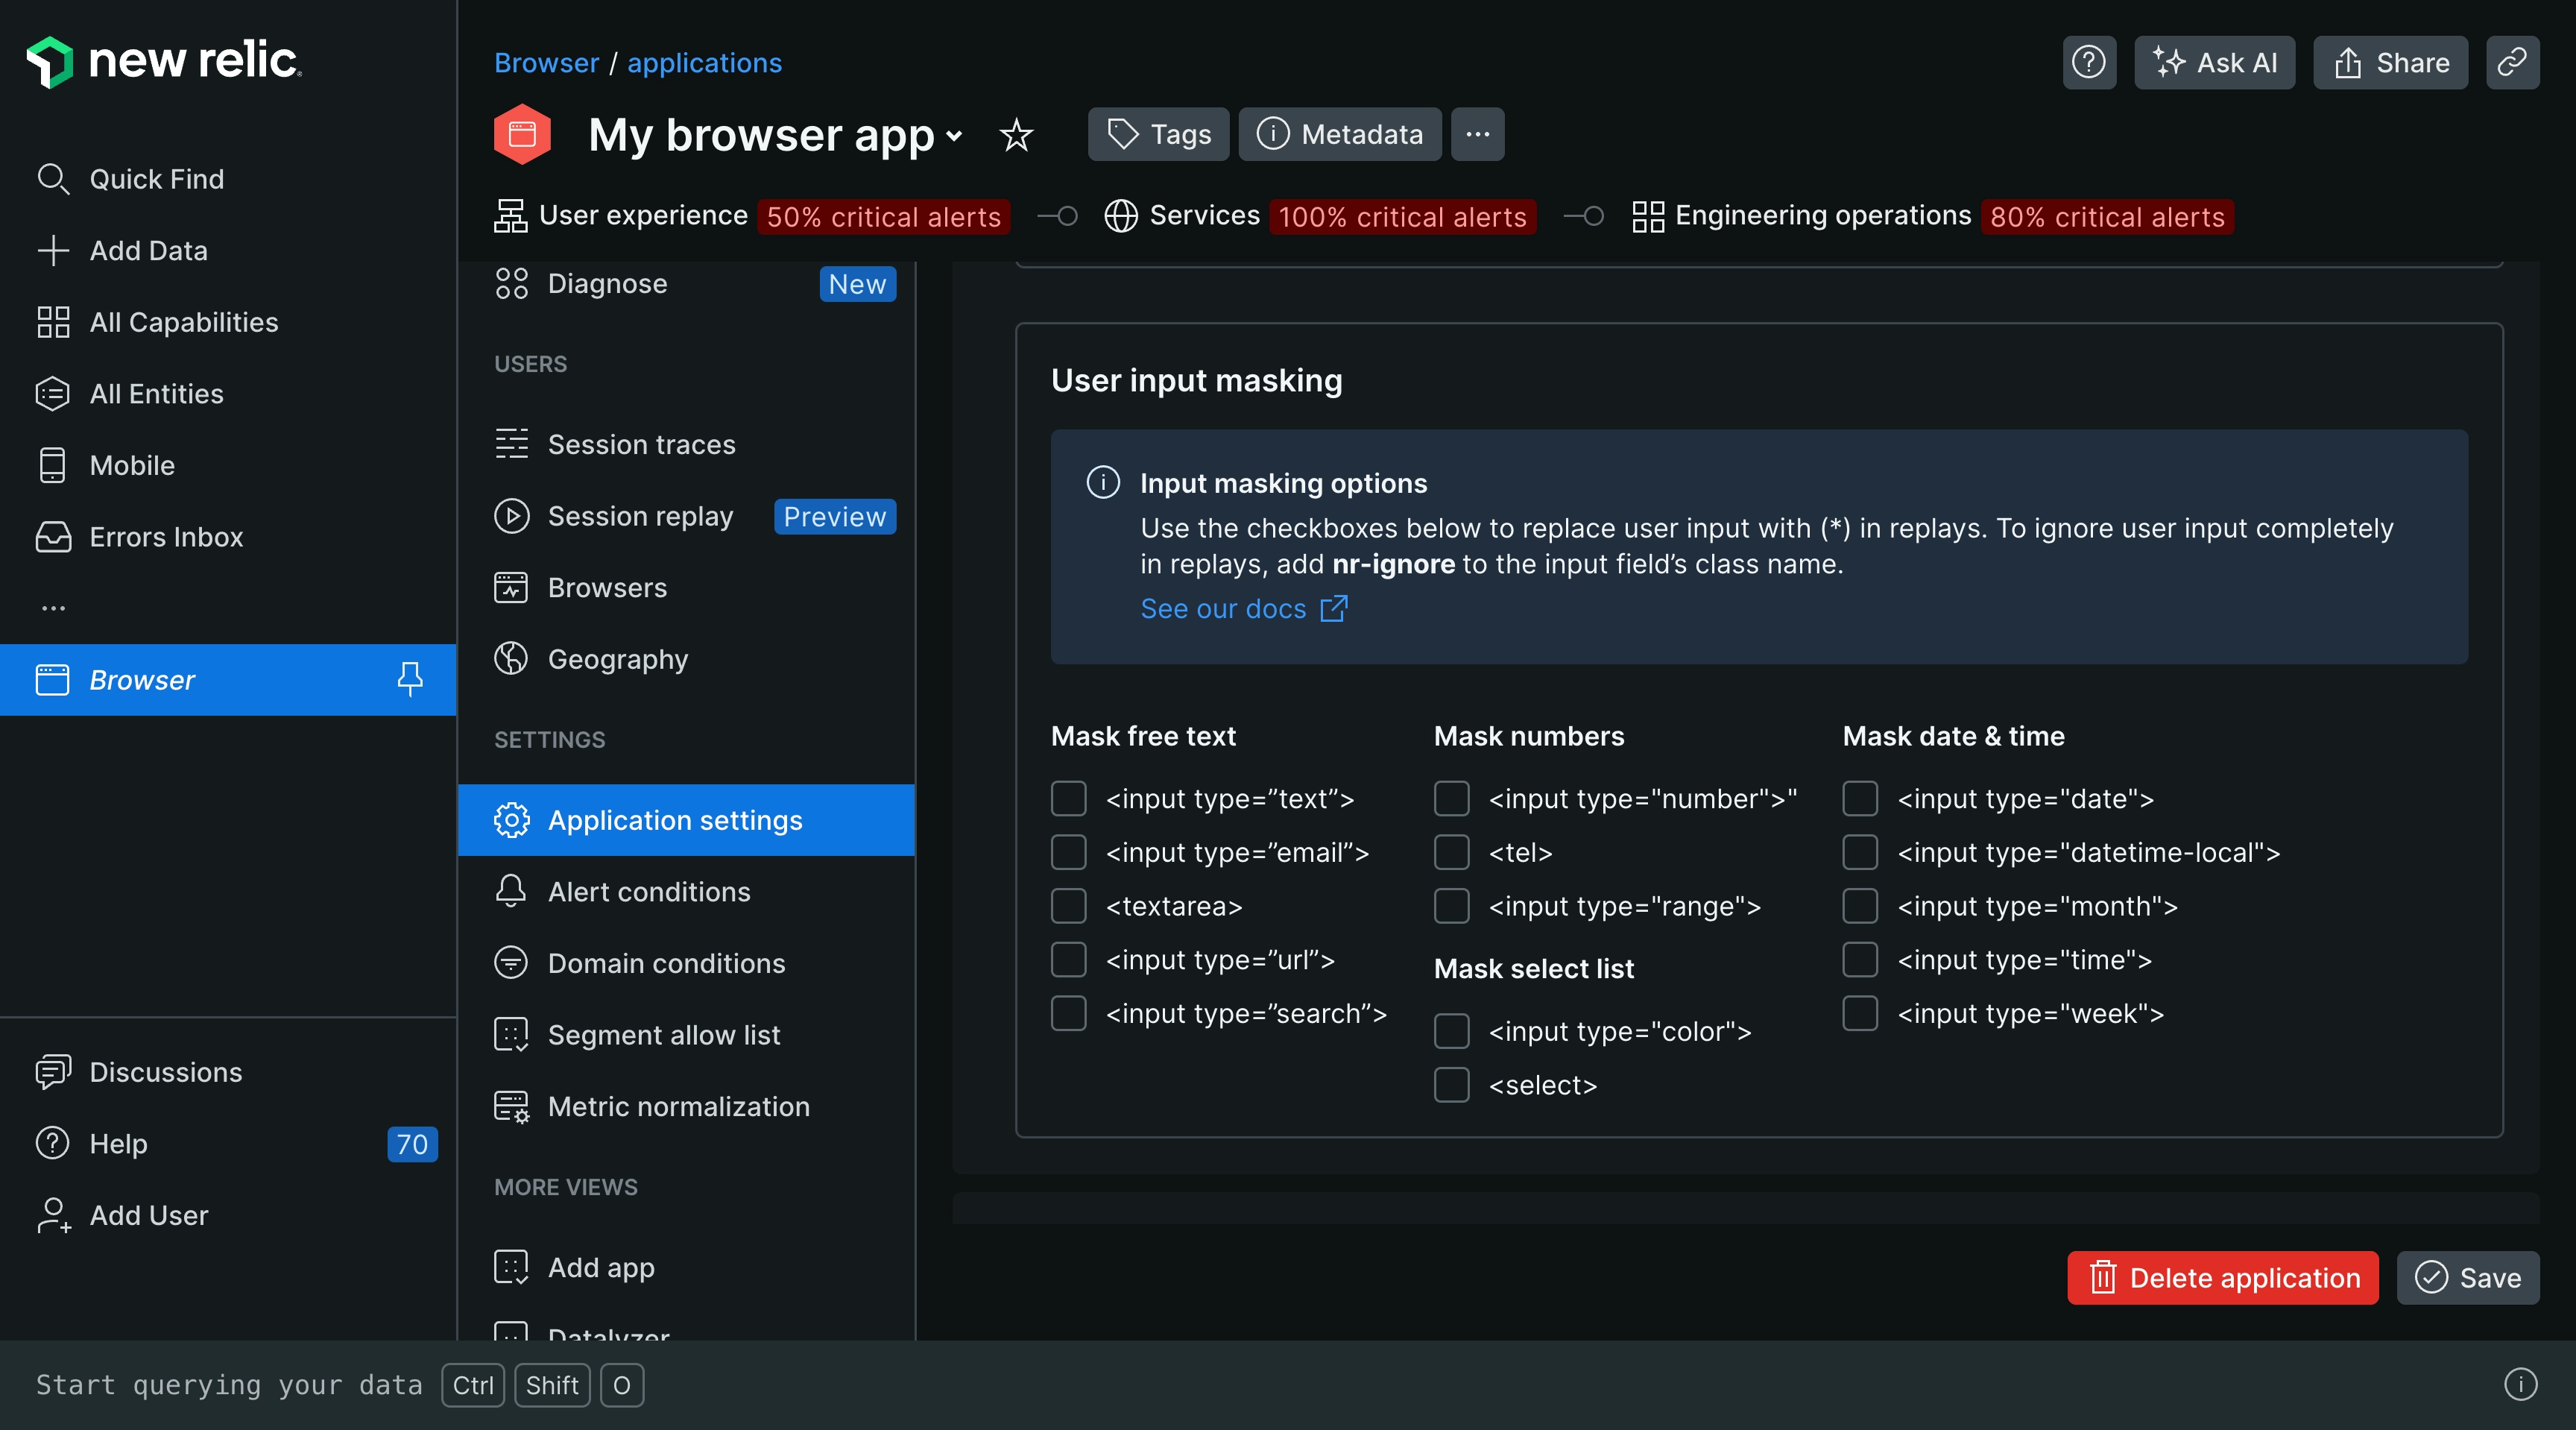 new relic.
Quick Find
Add Data
All Capabilities
All Entities
Mobile
Errors Inbox
...
Browser
Discussions
Help 70
Add User
Browser / applications
Ask AI
Share
My browser app
Tags
Metadata
...
User experience 50% critical alerts
Services 100% critical alerts
Engineering operations 80% critical alerts
Diagnose New
USERS
Session traces
Session replay Preview
Browsers
Geography
SETTINGS
Application settings
Alert conditions
Domain conditions
Segment allow list
Metric normalization
MORE VIEWS
Add app
Datalyzer
User input masking
Input masking options
Use the checkboxes below to replace user input with (*) in replays. To ignore user input completely
in replays, add nr-ignore to the input field’s class name.
See our docs
Mask free text
<input type=”text”>
<input type=”email”>
<textarea>
<input type=”url”>
<input type=”search”>
Mask numbers
<input type="number">"
<tel>
<input type="range">
Mask select list
<input type="color">
<select>
Mask date & time
<input type="date">
<input type="datetime-local">
<input type="month">
<input type="time">
<input type="week">
Delete application
Save
Start querying your data Ctrl Shift O